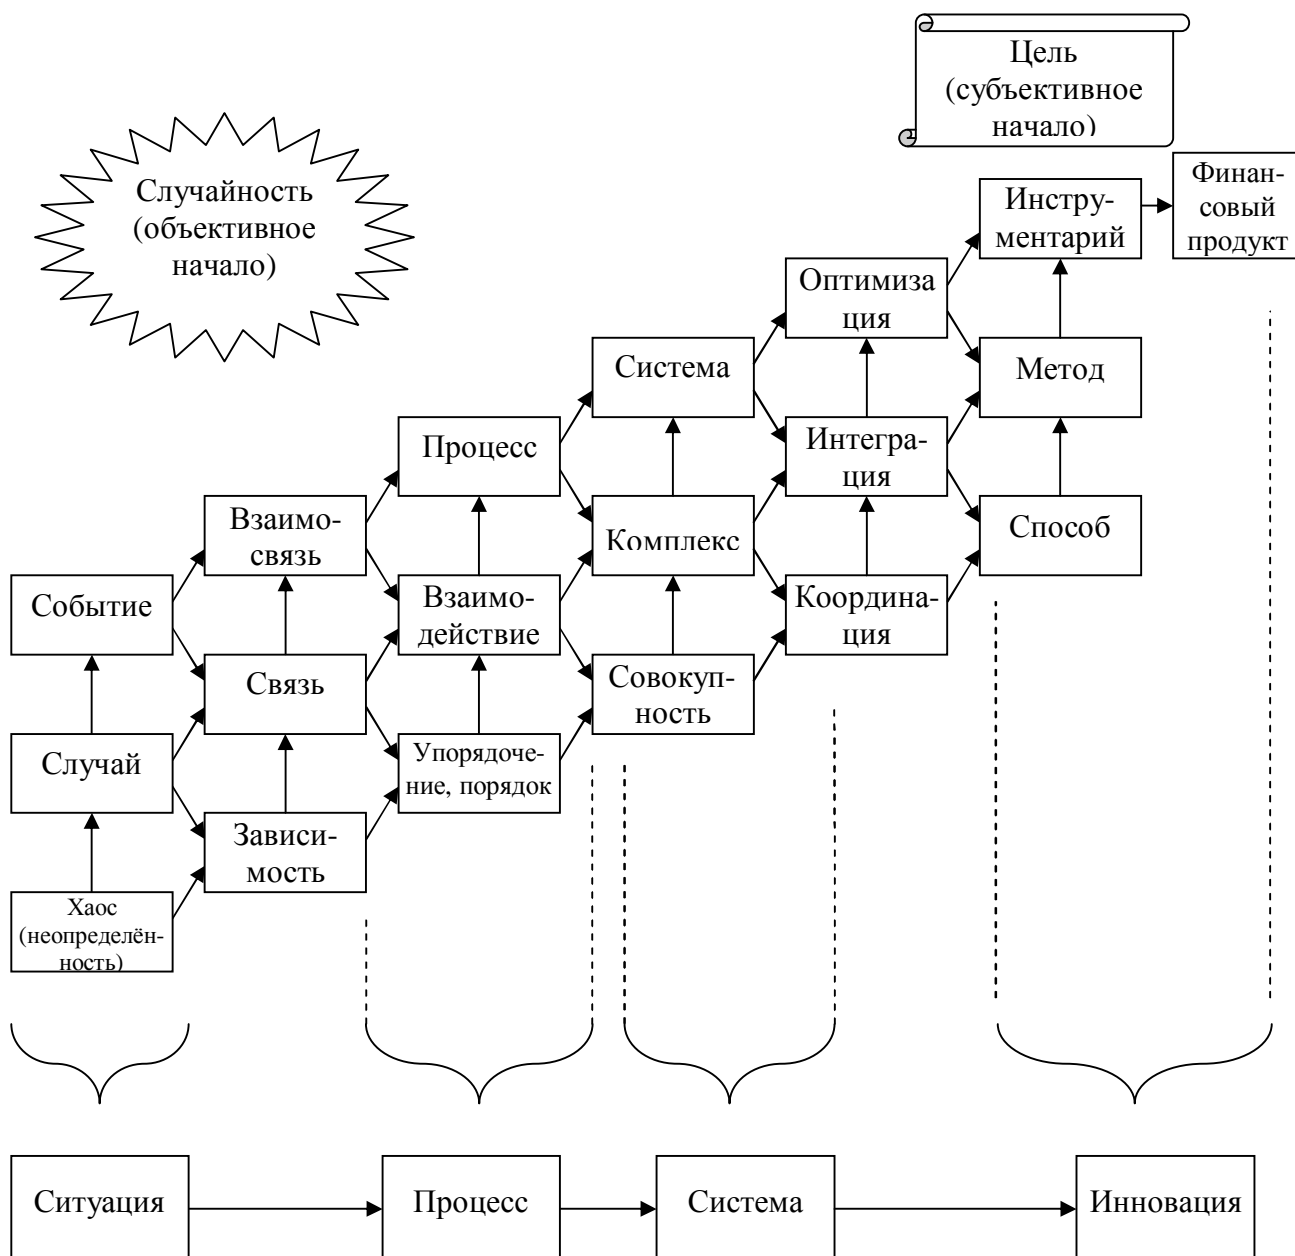 Цель
(субъективное
начало)
Случайность
(объективное
начало)
Финан-
совый
продукт
Инстру-
ментарий
Оптимиза
ция
Система
Метод
Процесс
Интегра-
ция
Взаимо-
связь
Комплекс
Способ
Событие
Взаимо-
действие
Координа-
ция
Связь
Совокуп-
ность
Случай
Упорядоче-
ние, порядок
Зависи-
мость
Хаос
(неопределён-
ность)
Ситуация
Процесс
Система
Инновация